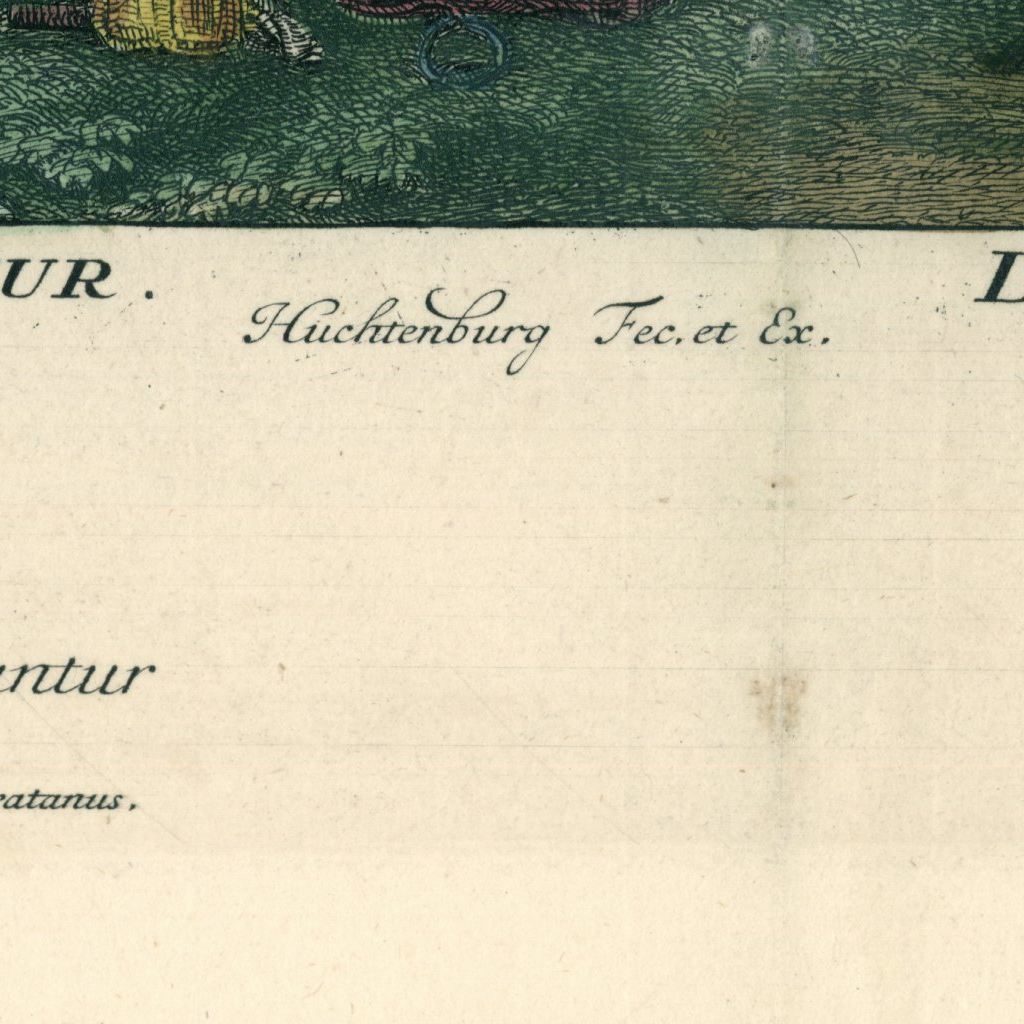 UR.
Huchtenburg Fec. et Ex.
antur
ratanus.